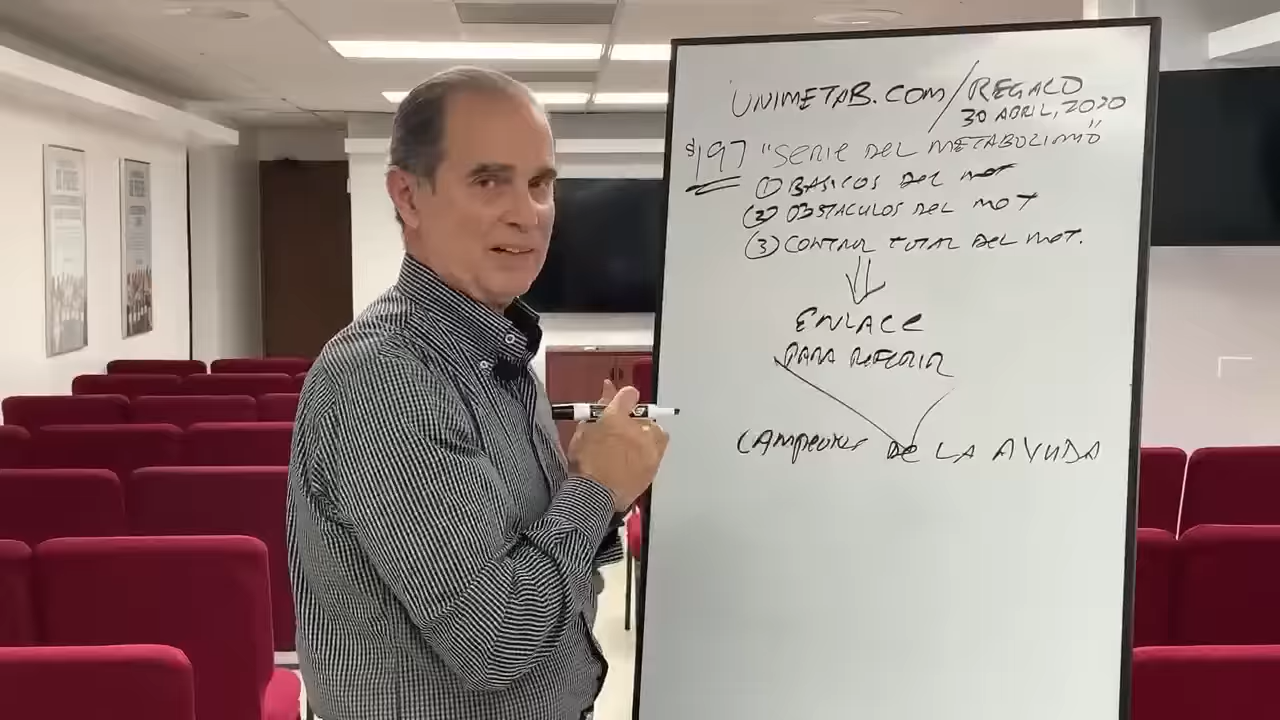 UNIMETAB.COM/REGALO
30 ABRIL, 2020
$197 "SERIE DEL METABOLISMO"
(1) BASICOS DEL MET
(2) OBSTACULOS DEL MET
(3) CONTROL TOTAL DEL MET.
ENLACE
PARA REFERIR
CAMPEONES DE LA AYUDA